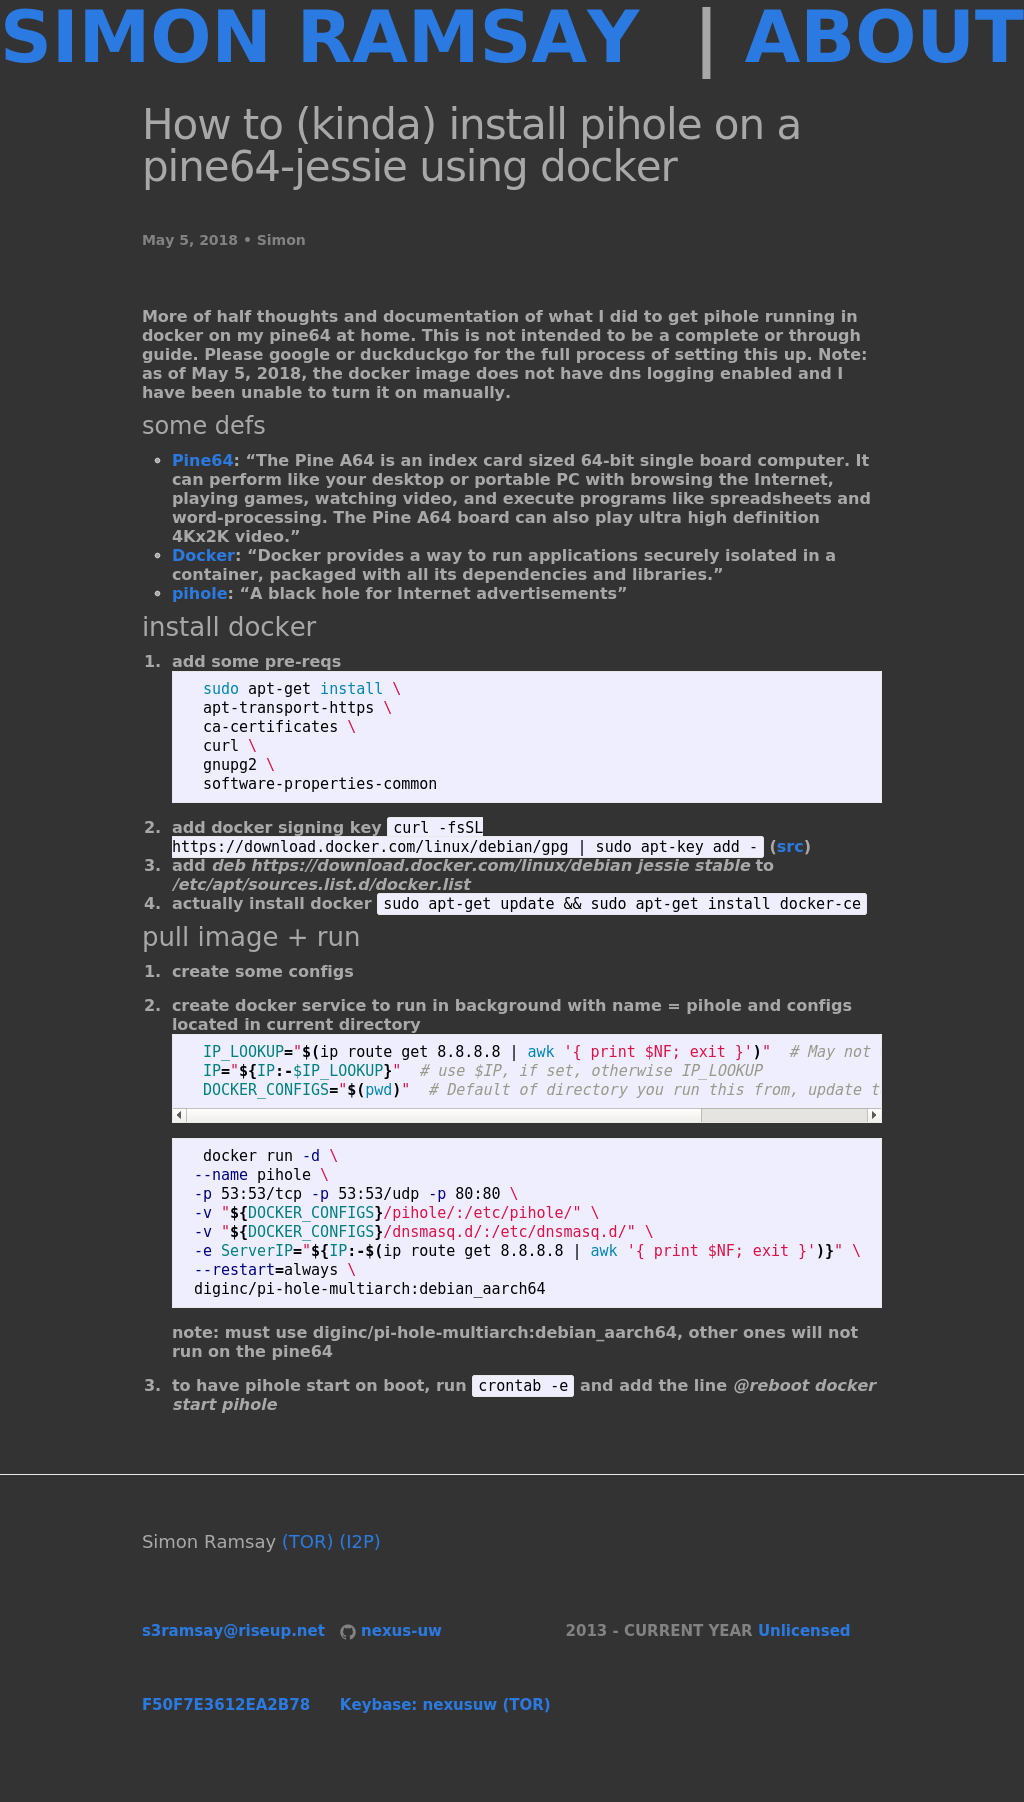 SIMON RAMSAY | ABOUT
How to (kinda) install pihole on a
pine64-jessie using docker
May 5, 2018 • Simon
More of half thoughts and documentation of what I did to get pihole running in
docker on my pine64 at home. This is not intended to be a complete or through
guide. Please google or duckduckgo for the full process of setting this up. Note:
as of May 5, 2018, the docker image does not have dns logging enabled and I
have been unable to turn it on manually.
some defs
• Pine64: “The Pine A64 is an index card sized 64-bit single board computer. It
can perform like your desktop or portable PC with browsing the Internet,
playing games, watching video, and execute programs like spreadsheets and
word-processing. The Pine A64 board can also play ultra high definition
4Kx2K video.”
• Docker: “Docker provides a way to run applications securely isolated in a
container, packaged with all its dependencies and libraries.”
• pihole: “A black hole for Internet advertisements”
install docker
1. add some pre-reqs
sudo apt-get install \
apt-transport-https \
ca-certificates \
curl \
gnupg2 \
software-properties-common
2. add docker signing key curl -fsSL
https://download.docker.com/linux/debian/gpg | sudo apt-key add - (src)
3. add deb https://download.docker.com/linux/debian jessie stable to
/etc/apt/sources.list.d/docker.list
4. actually install docker sudo apt-get update && sudo apt-get install docker-ce
pull image + run
1. create some configs
2. create docker service to run in background with name = pihole and configs
located in current directory
IP_LOOKUP="$(ip route get 8.8.8.8 | awk '{ print $NF; exit }')"  # May not
IP="${IP:-$IP_LOOKUP}"  # use $IP, if set, otherwise IP_LOOKUP
DOCKER_CONFIGS="$(pwd)"  # Default of directory you run this from, update t
docker run -d \
--name pihole \
-p 53:53/tcp -p 53:53/udp -p 80:80 \
-v "${DOCKER_CONFIGS}/pihole/:/etc/pihole/" \
-v "${DOCKER_CONFIGS}/dnsmasq.d/:/etc/dnsmasq.d/" \
-e ServerIP="${IP:-$(ip route get 8.8.8.8 | awk '{ print $NF; exit }')}" \
--restart=always \
diginc/pi-hole-multiarch:debian_aarch64
note: must use diginc/pi-hole-multiarch:debian_aarch64, other ones will not
run on the pine64
3. to have pihole start on boot, run crontab -e and add the line @reboot docker
start pihole
Simon Ramsay (TOR) (I2P)
s3ramsay@riseup.net nexus-uw 2013 - CURRENT YEAR Unlicensed
F50F7E3612EA2B78 Keybase: nexusuw (TOR)